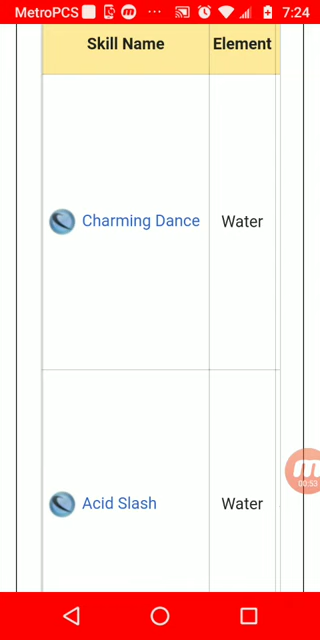 MetroPCS ... 7:24
Skill Name Element
Charming Dance Water
00:53
Acid Slash Water